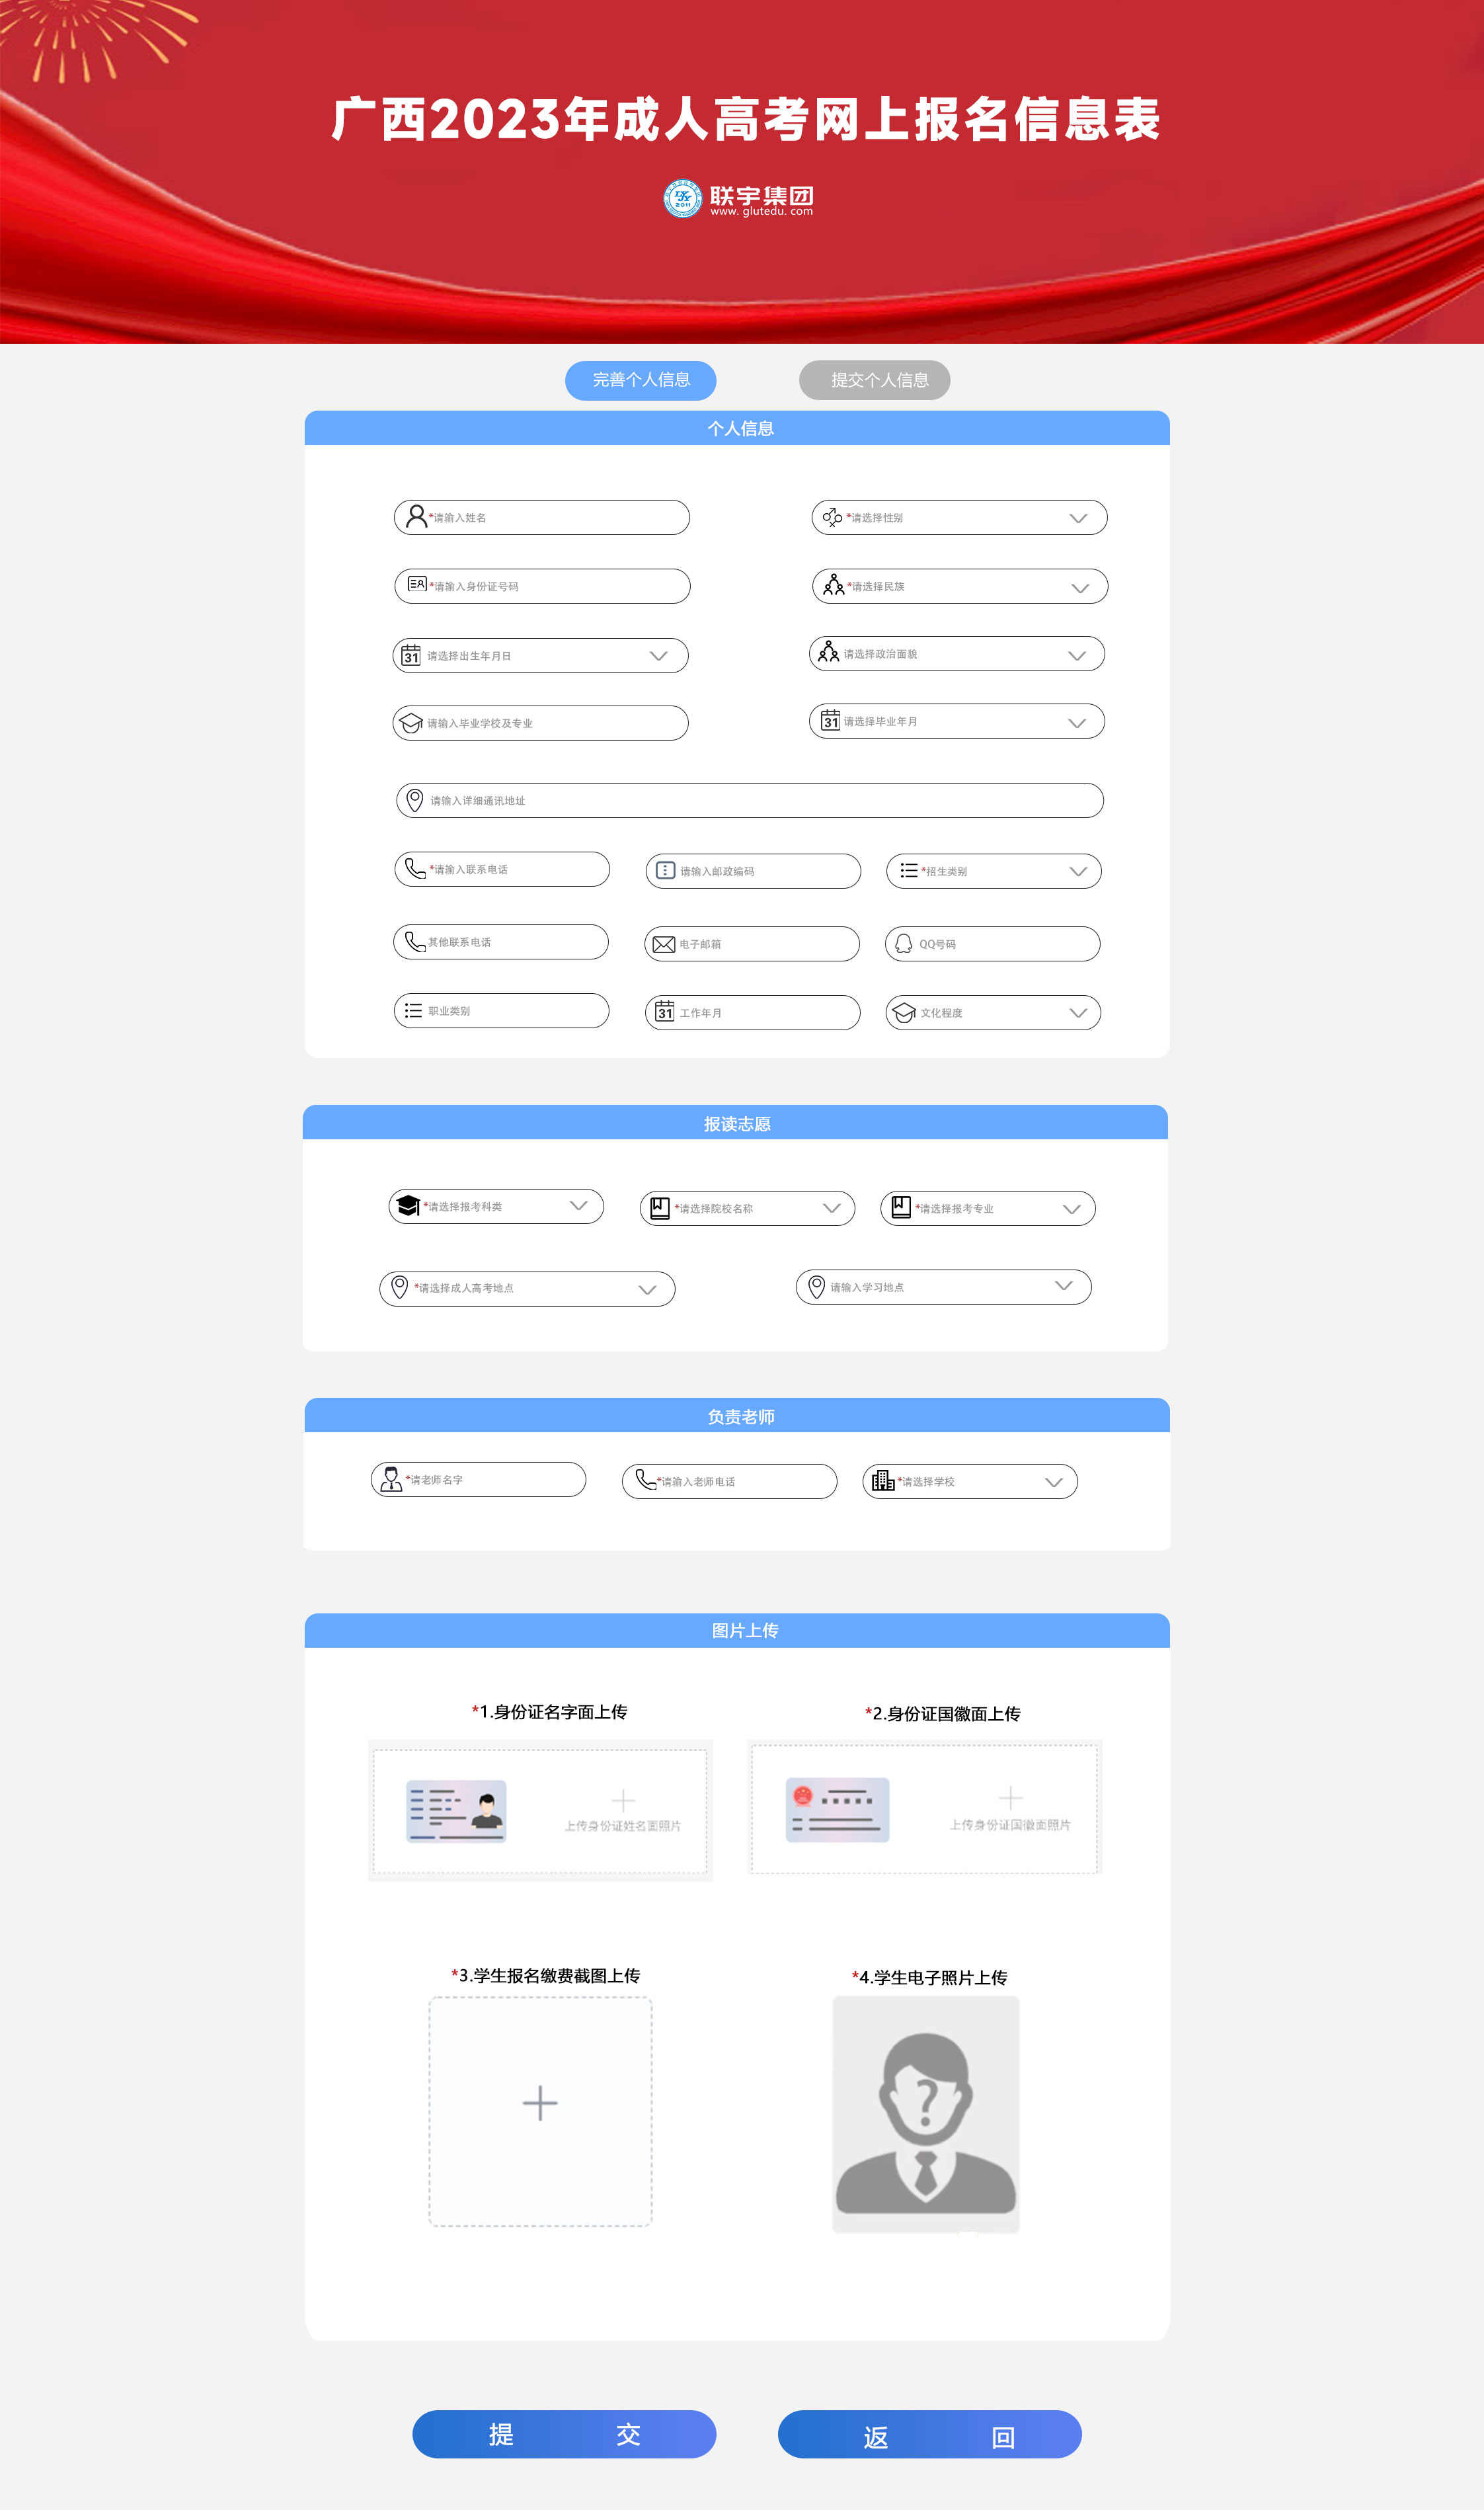 广西2023年成人高考网上报名信息表
2011
联宇集团
www.glutedu.com
完善个人信息 提交个人信息
个人信息
*请输入姓名 *请选择性别
*请输入身份证号码 *请选择民族
31 请选择出生年月日 请选择政治面貌
请输入毕业学校及专业 31 请选择毕业年月
请输入详细通讯地址
*请输入联系电话 请输入邮政编码 *招生类别
其他联系电话 电子邮箱 QQ号码
职业类别 31 工作年月 文化程度
报读志愿
*请选择报考科类 *请选择院校名称 *请选择报考专业
*请选择成人高考地点 请输入学习地点
负责老师
*请老师名字 *请输入老师电话 *请选择学校
图片上传
*1.身份证名字面上传 *2.身份证国徽面上传
上传身份证姓名面照片 上传身份证国徽面照片
*3.学生报名缴费截图上传 *4.学生电子照片上传
?
提 交 返 回